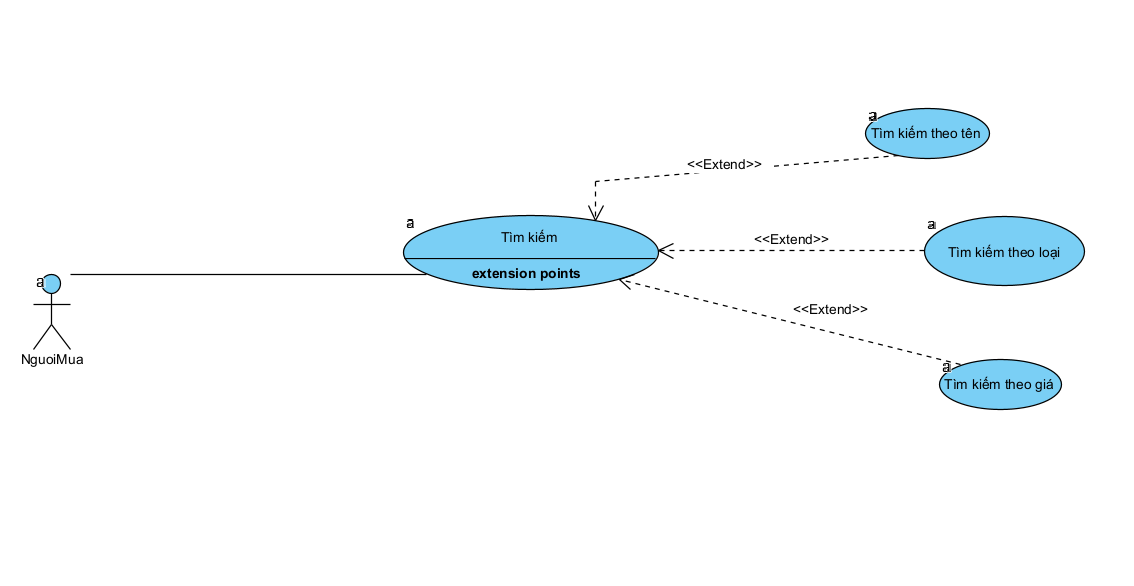 a
Tìm kiếm theo tên
<<Extend>>
a
Tìm kiếm
<<Extend>>
a
Tìm kiếm theo loại
extension points
a
NguoiMua
<<Extend>>
a
Tìm kiếm theo giá